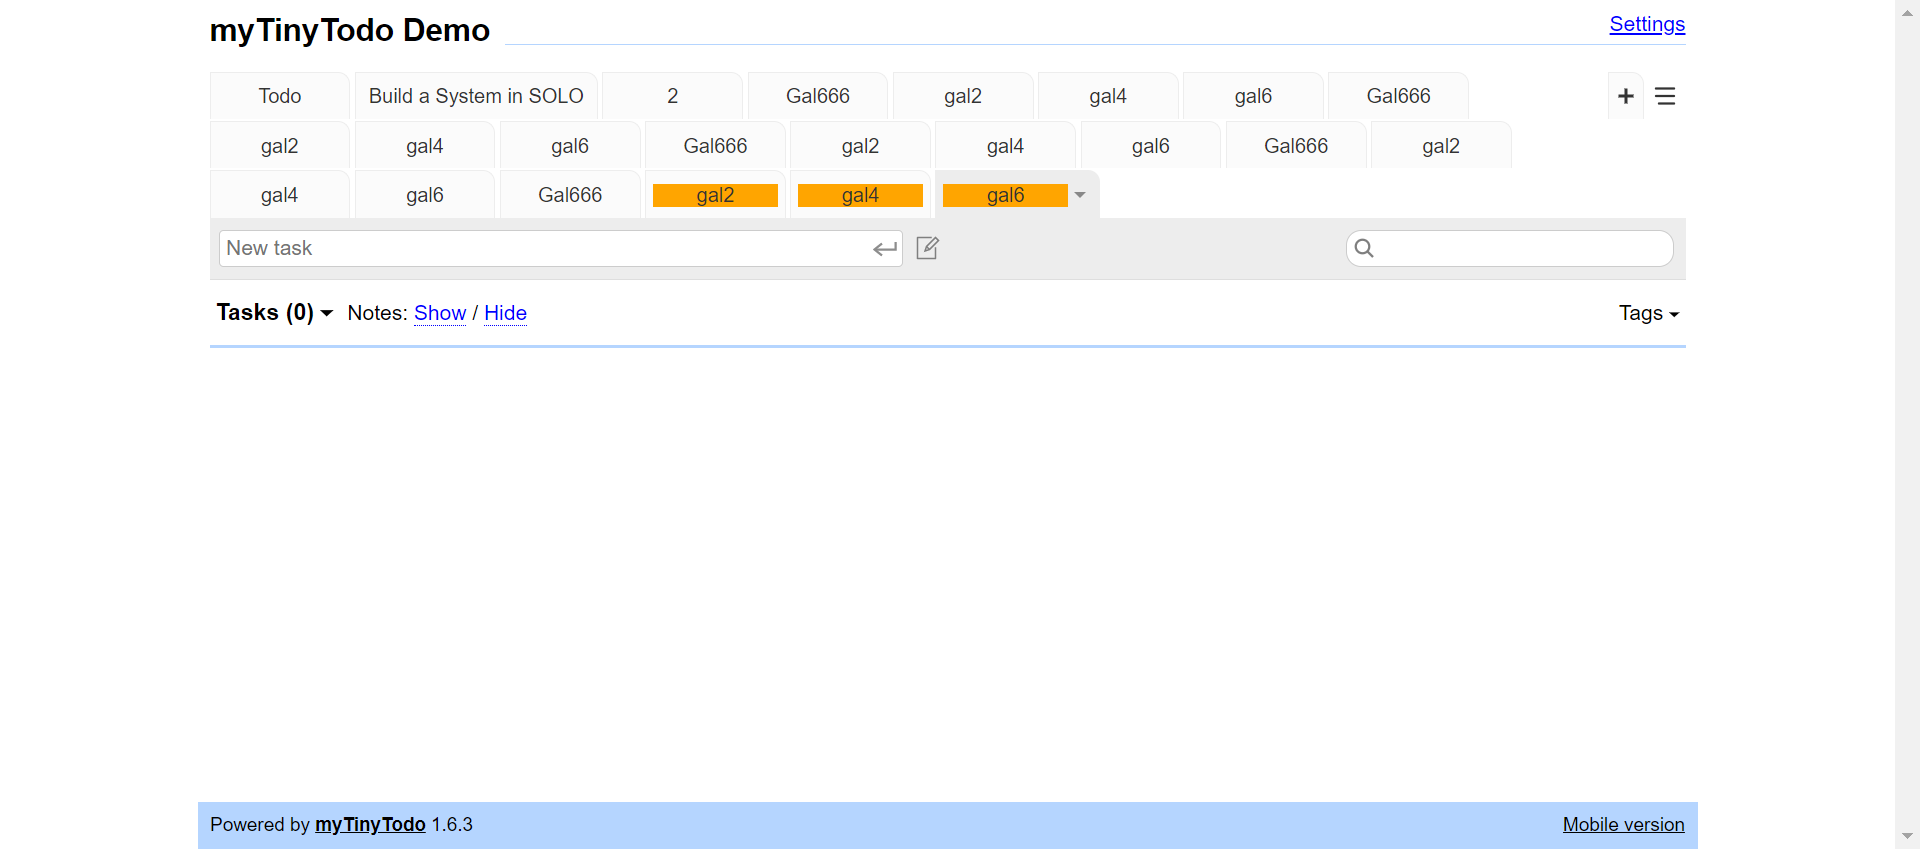 myTinyTodo Demo Settings
Todo Build a System in SOLO 2 Gal666 gal2 gal4 gal6 Gal666 +
gal2 gal4 gal6 Gal666 gal2 gal4 gal6 Gal666 gal2
gal4 gal6 Gal666 gal2 gal4 gal6
New task
Tasks (0) Notes: Show / Hide Tags
Powered by myTinyTodo 1.6.3 Mobile version